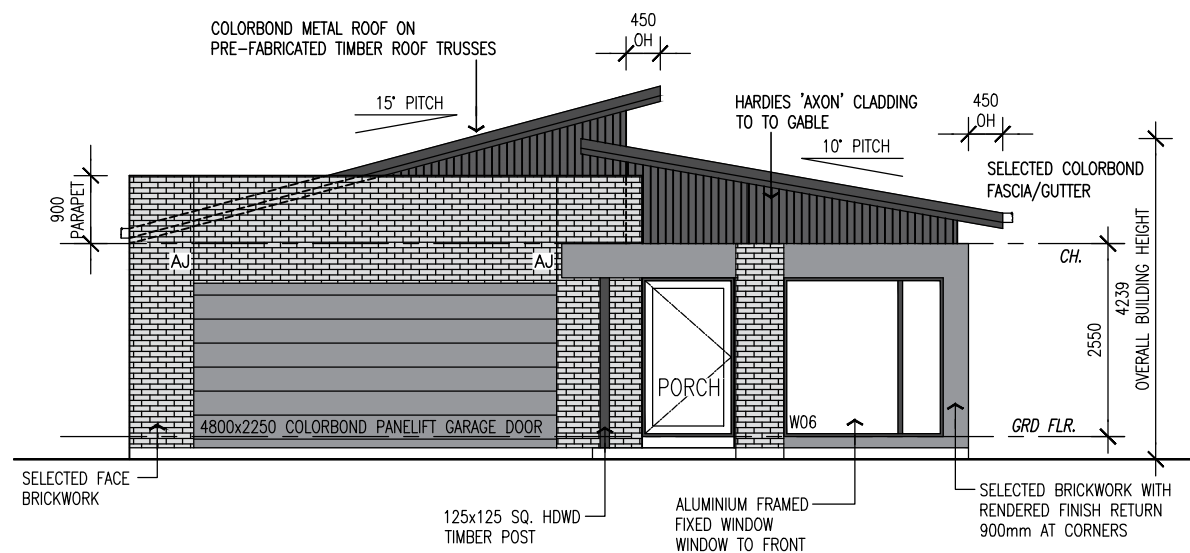 COLORBOND METAL ROOF ON
PRE-FABRICATED TIMBER ROOF TRUSSES
450
OH
15° PITCH
HARDIES 'AXON' CLADDING
TO TO GABLE
450
OH
10° PITCH
SELECTED COLORBOND
FASCIA/GUTTER
900
PARAPET
AJ
AJ
CH.
2550
4239
OVERALL BUILDING HEIGHT
PORCH
4800x2250 COLORBOND PANELIFT GARAGE DOOR
W06
GRD FLR.
SELECTED FACE
BRICKWORK
125x125 SQ. HDWD
TIMBER POST
ALUMINIUM FRAMED
FIXED WINDOW
WINDOW TO FRONT
SELECTED BRICKWORK WITH
RENDERED FINISH RETURN
900mm AT CORNERS